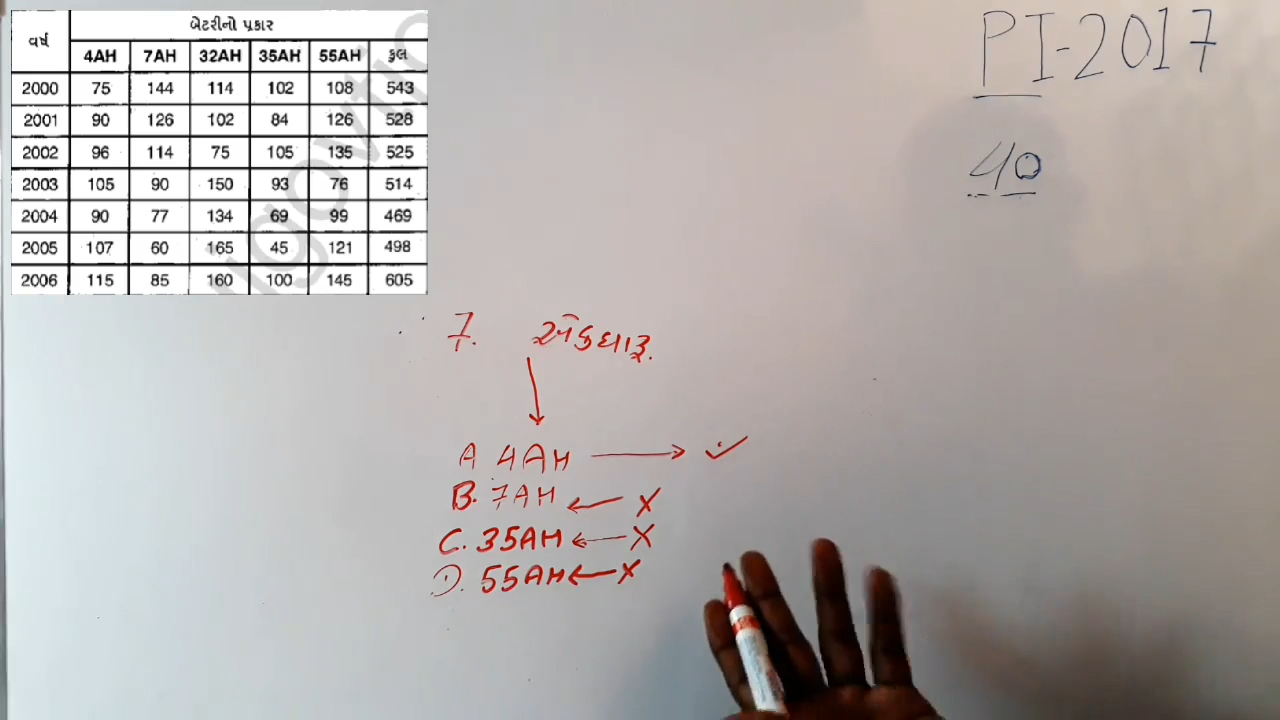 બેટરીનો પ્રકાર
વર્ષ 4AH 7AH 32AH 35AH 55AH કુલ
2000 75 144 114 102 108 543
2001 90 126 102 84 126 528
2002 96 114 75 105 135 525
2003 105 90 150 93 76 514
2004 90 77 134 69 99 469
2005 107 60 165 45 121 498
2006 115 85 160 100 145 605
PI-2017
40
7. એકધારૂ.
A 4AH
B. 7AH X
C. 35AH X
D. 55AH X